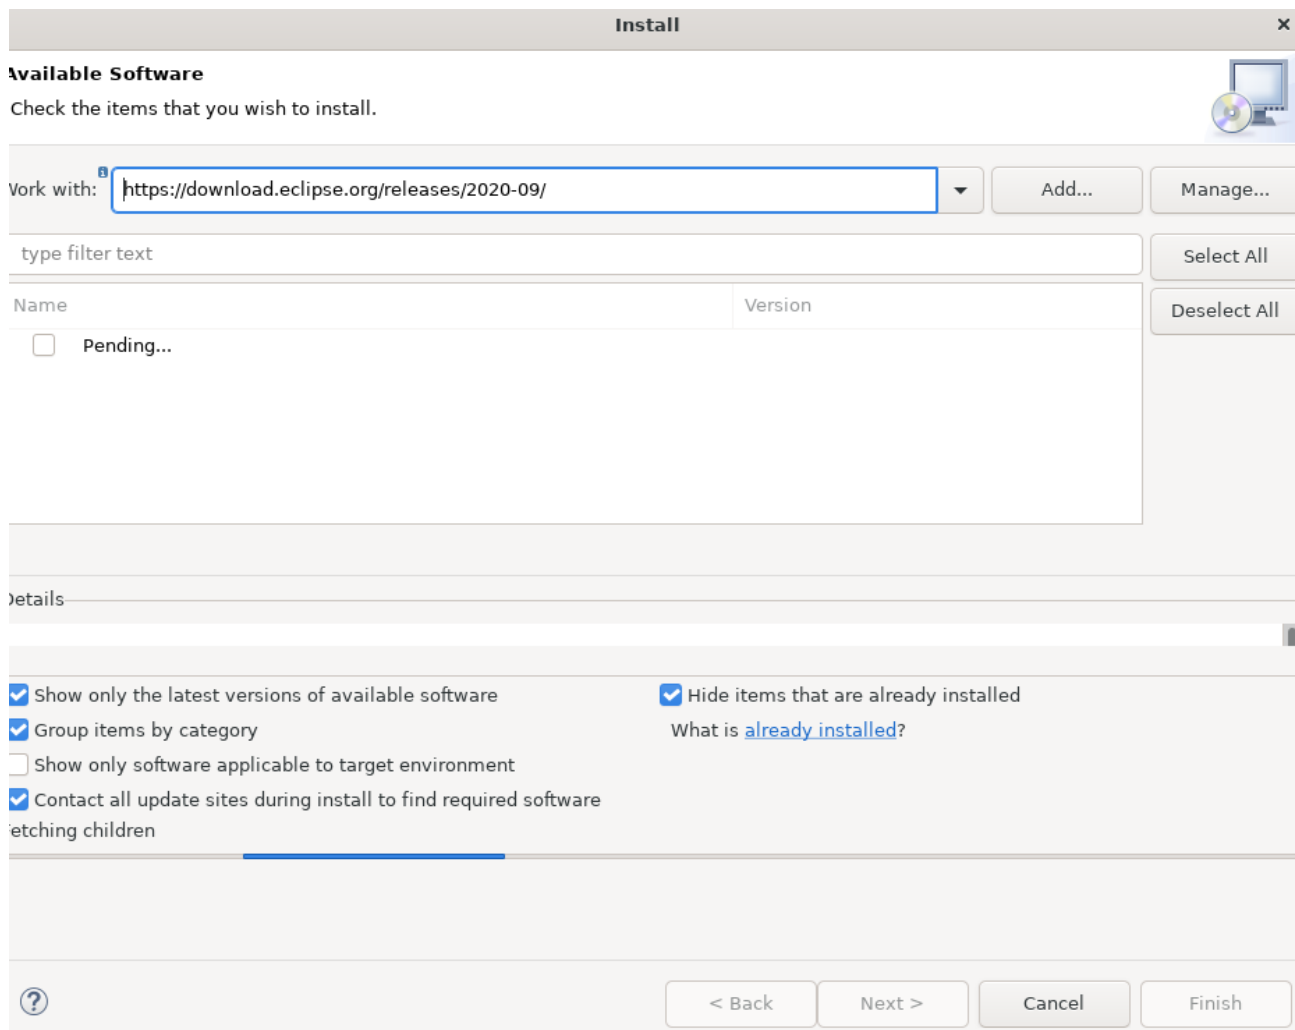 Install
Available Software
Check the items that you wish to install.
Work with: https://download.eclipse.org/releases/2020-09/ Add... Manage...
type filter text Select All
Name Version Deselect All
Pending...
Details
Show only the latest versions of available software Hide items that are already installed
Group items by category What is already installed?
Show only software applicable to target environment
Contact all update sites during install to find required software
Fetching children
? < Back Next > Cancel Finish